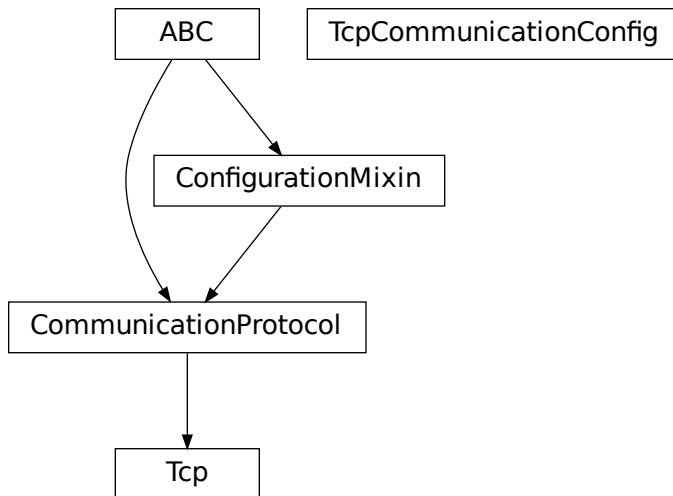 ABC
TcpCommunicationConfig
ConfigurationMixin
CommunicationProtocol
Tcp